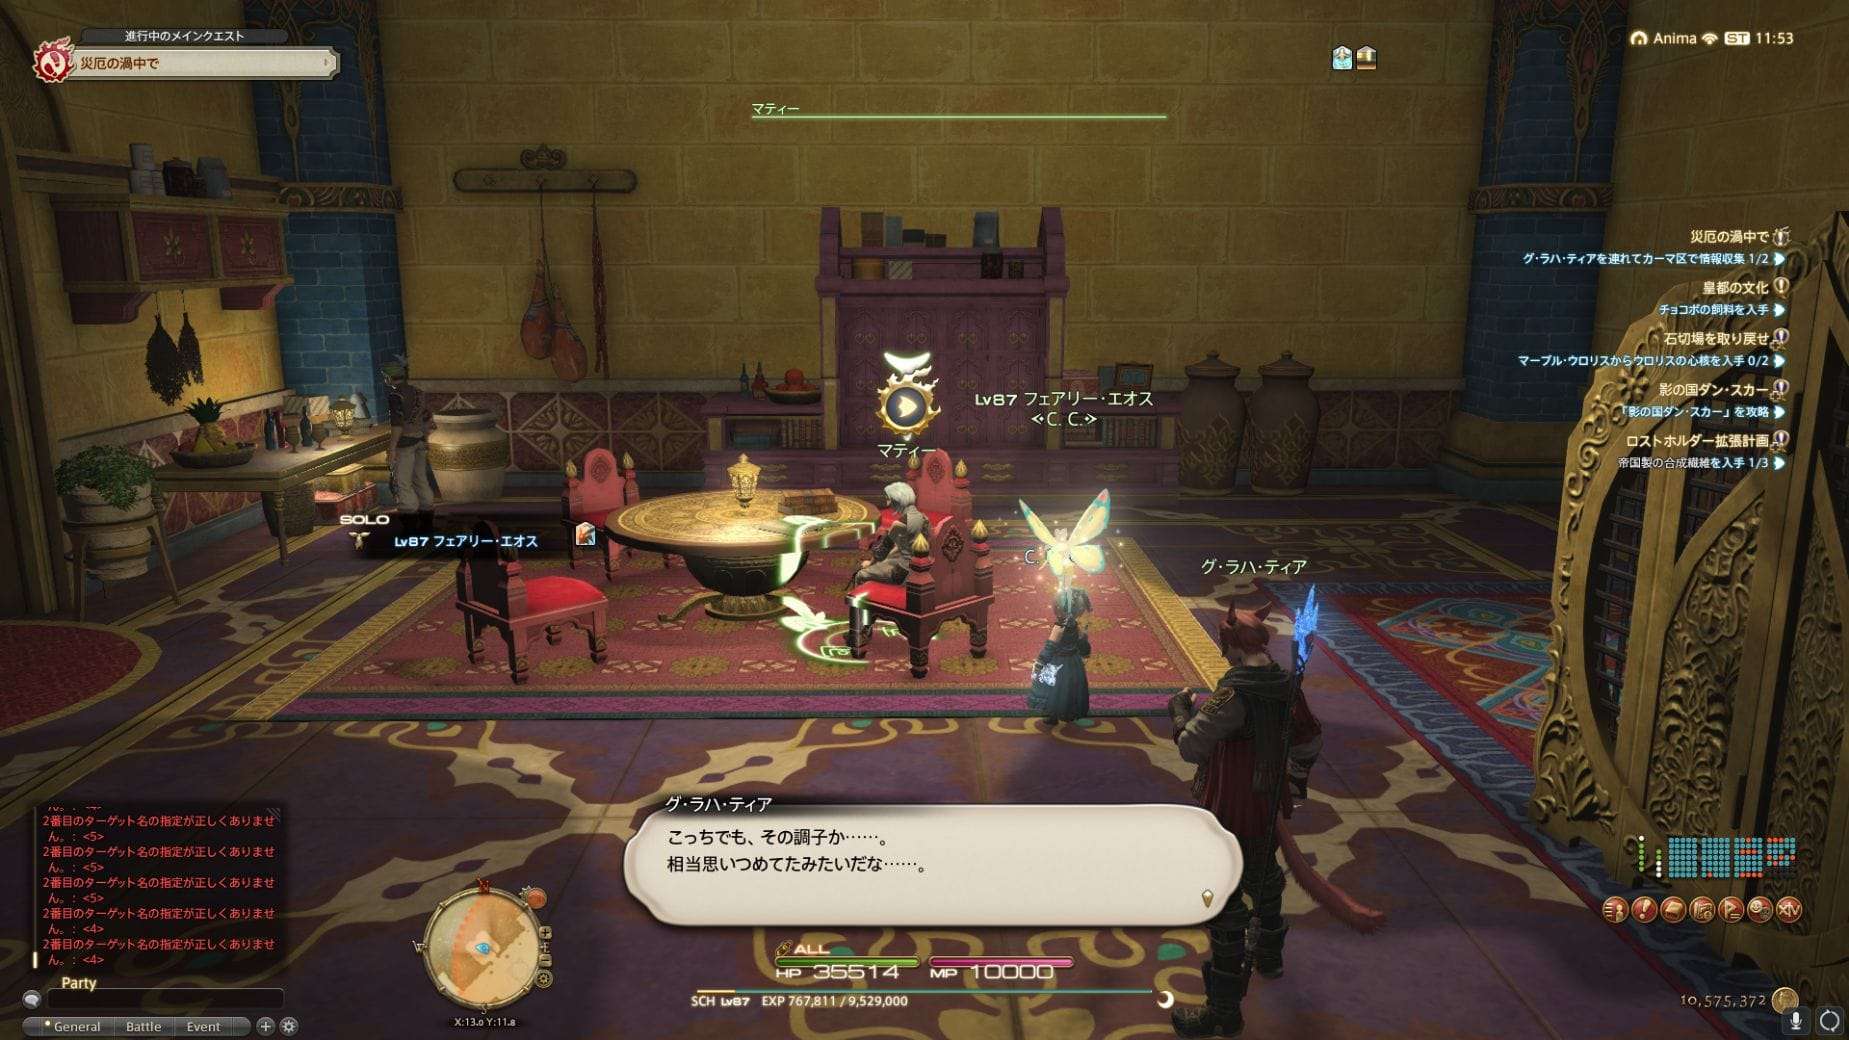 進行中のメインクエスト
災厄の渦中で
Anima ST 11:53
マティー
災厄の渦中で
グ・ラハ・ティアを連れてカーマ区で情報収集 1/2
皇都の文化
チョコボの飼料を入手
石切場を取り戻せ
マーブル・ウロリスからウロリスの心核を入手 0/2
影の国ダン・スカー
「影の国ダン・スカー」を攻略
ロストホルダー拡張計画
帝国製の合成繊維を入手 1/3
Lv87 フェアリー・エオス
<<C. C.>>
マティー
SOLO
Lv87 フェアリー・エオス
C.
グ・ラハ・ティア
グ・ラハ・ティア
こっちでも、その調子か……。
相当思いつめてたみたいだな……。
ん。：<4>
2番目のターゲット名の指定が正しくありませ
ん。：<5>
2番目のターゲット名の指定が正しくありませ
ん。：<5>
2番目のターゲット名の指定が正しくありませ
ん。：<5>
2番目のターゲット名の指定が正しくありませ
ん。：<4>
2番目のターゲット名の指定が正しくありませ
ん。：<4>
Party
General Battle Event
N
W
E
S
X:13.0 Y:11.8
ALL
HP 35514 MP 10000
SCH Lv87 EXP 767,811 / 9,529,000
XIV
10,575,372